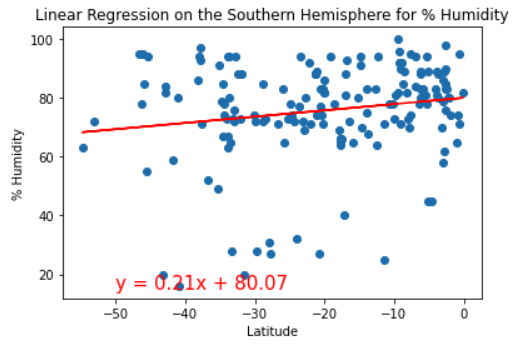 Linear Regression on the Southern Hemisphere for % Humidity
100
80
60
40
20
% Humidity
y = 0.21x + 80.07
−50
−40
−30
−20
−10
0
Latitude